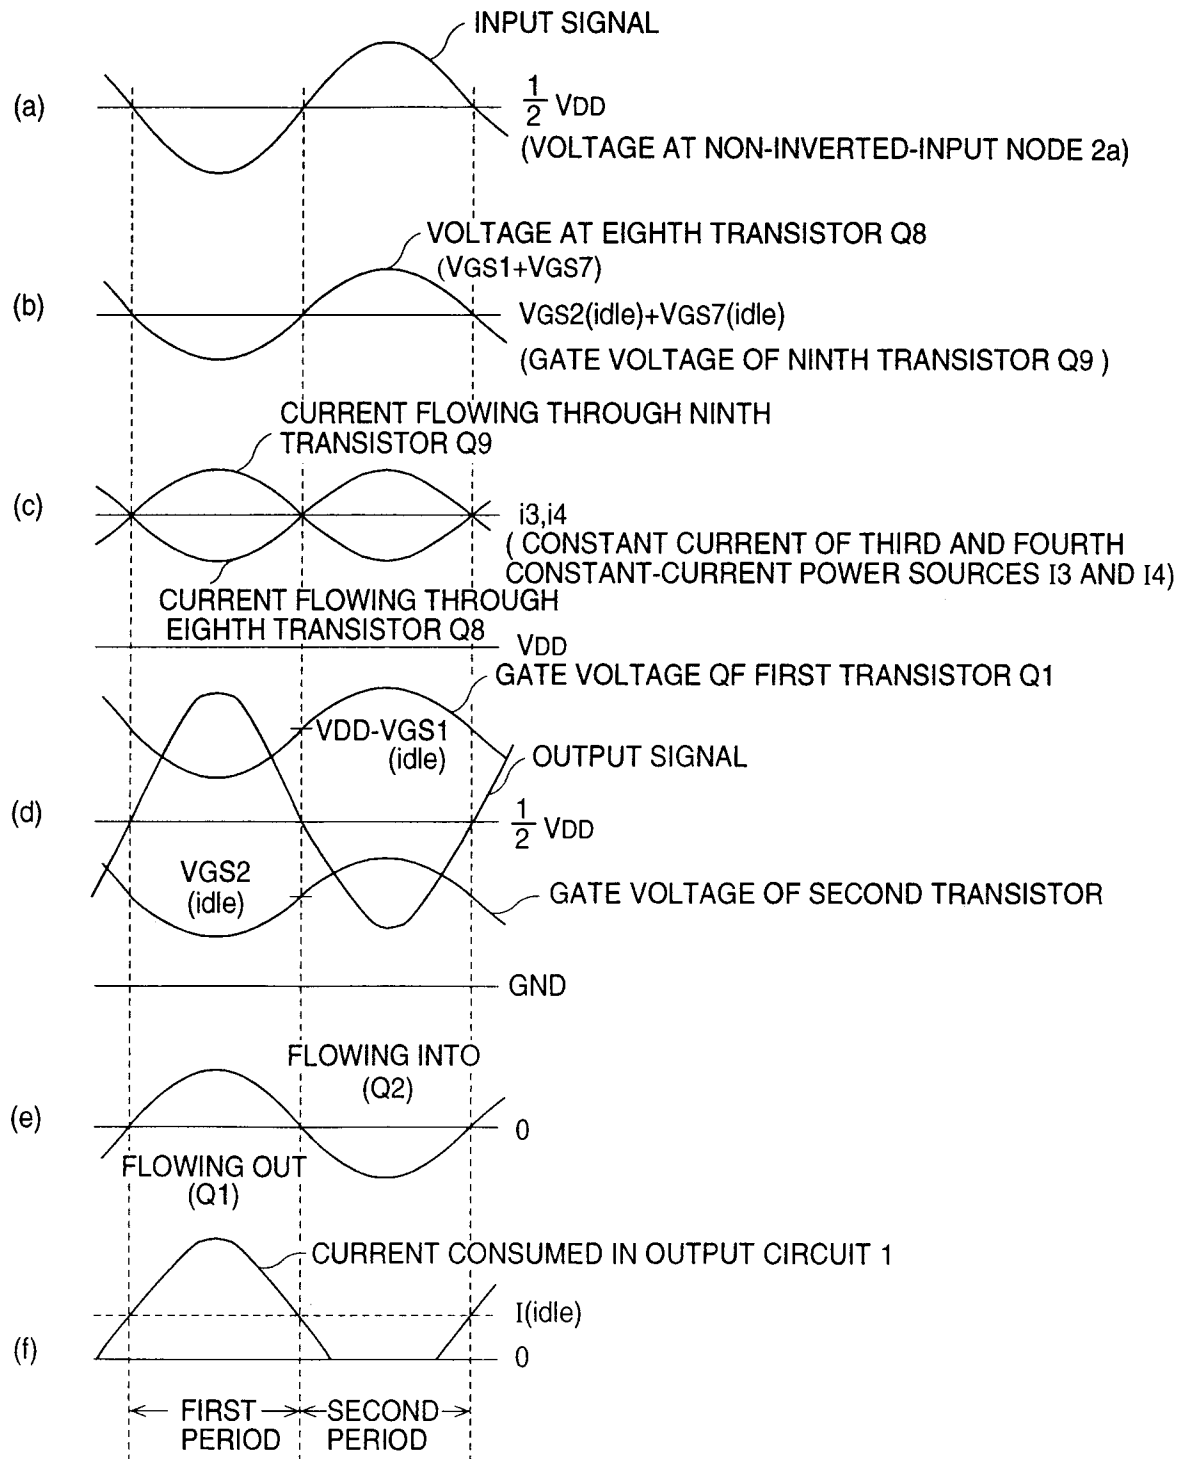 INPUT SIGNAL
(a)
1/2 VDD
(VOLTAGE AT NON-INVERTED-INPUT NODE 2a)
VOLTAGE AT EIGHTH TRANSISTOR Q8
(VGS1+VGS7)
(b)
VGS2(idle)+VGS7(idle)
(GATE VOLTAGE OF NINTH TRANSISTOR Q9 )
CURRENT FLOWING THROUGH NINTH
TRANSISTOR Q9
(c)
i3,i4
( CONSTANT CURRENT OF THIRD AND FOURTH
CONSTANT-CURRENT POWER SOURCES I3 AND I4)
CURRENT FLOWING THROUGH
EIGHTH TRANSISTOR Q8
VDD
GATE VOLTAGE QF FIRST TRANSISTOR Q1
VDD-VGS1
(idle)
OUTPUT SIGNAL
(d)
1/2 VDD
VGS2
(idle)
GATE VOLTAGE OF SECOND TRANSISTOR
GND
FLOWING INTO
(Q2)
(e)
0
FLOWING OUT
(Q1)
CURRENT CONSUMED IN OUTPUT CIRCUIT 1
I(idle)
(f)
0
FIRST
PERIOD
SECOND
PERIOD